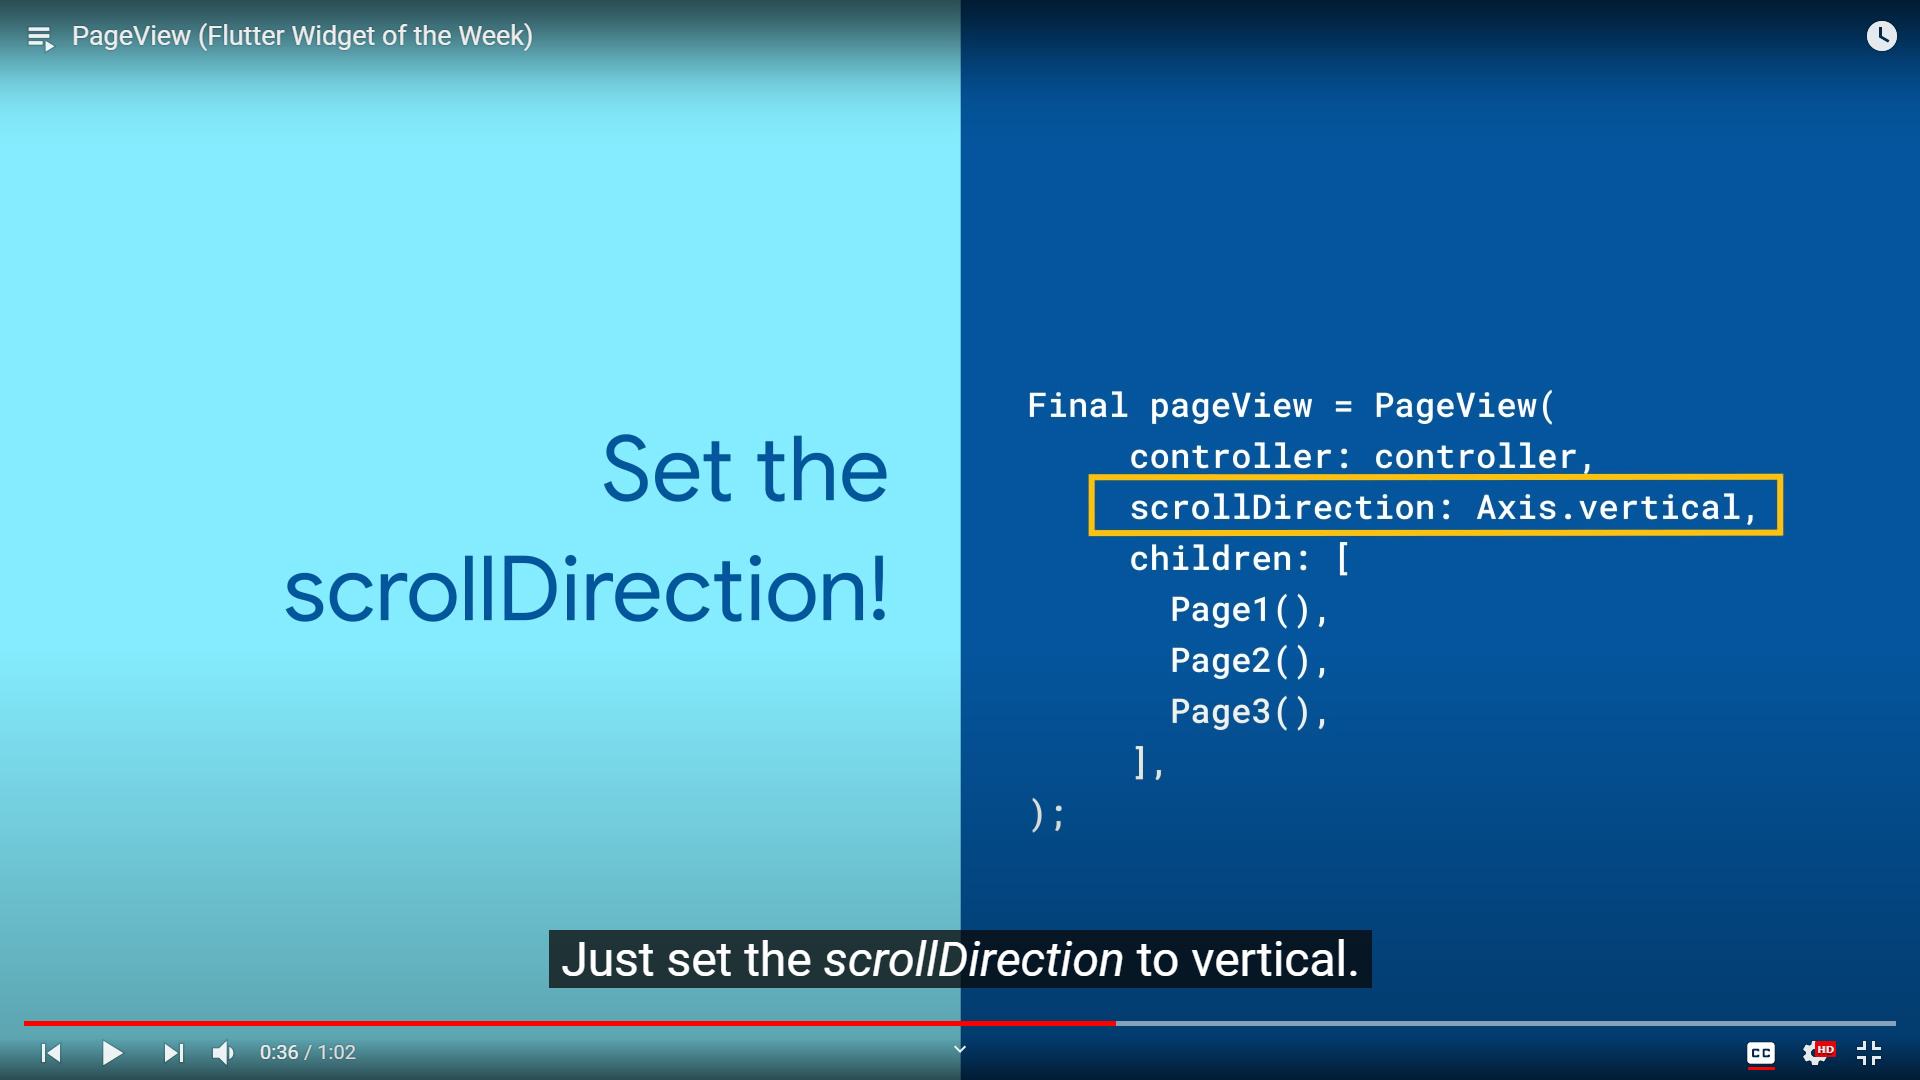 PageView (Flutter Widget of the Week)
Set the
scrollDirection!
Final pageView = PageView(
controller: controller,
scrollDirection: Axis.vertical,
children: [
Page1(),
Page2(),
Page3(),
],
);
Just set the scrollDirection to vertical.
0:36 / 1:02
CC
HD